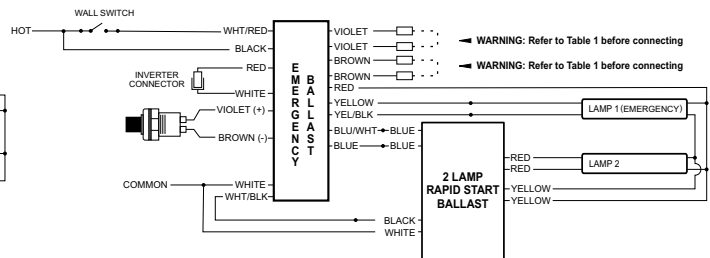 WALL SWITCH
HOT
WHT/RED
BLACK
RED
INVERTER
CONNECTOR
WHITE
VIOLET (+)
BROWN (-)
COMMON
WHITE
WHT/BLK
EMERGENCY
BALLAST
VIOLET
VIOLET
BROWN
BROWN
RED
YELLOW
YEL/BLK
BLU/WHT
BLUE
BLUE
BLUE
WARNING: Refer to Table 1 before connecting
WARNING: Refer to Table 1 before connecting
LAMP 1 (EMERGENCY)
LAMP 2
2 LAMP
RAPID START
BALLAST
RED
RED
YELLOW
YELLOW
BLACK
WHITE